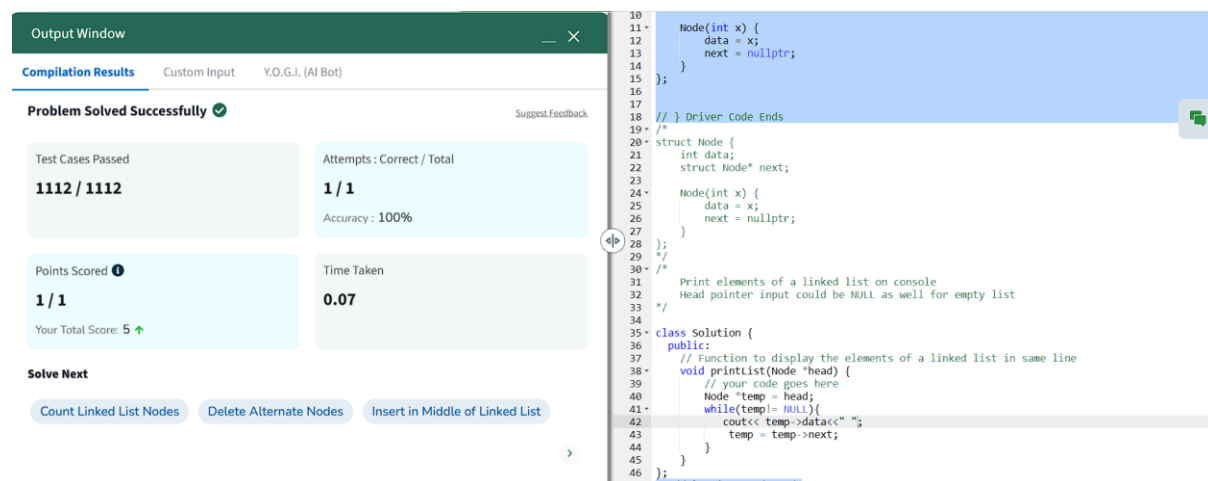 Output Window
Compilation Results Custom Input Y.O.G.I. (AI Bot)
Problem Solved Successfully
Suggest Feedback
Test Cases Passed
1112 / 1112
Attempts : Correct / Total
1 / 1
Accuracy : 100%
Points Scored
1 / 1
Your Total Score: 5
Time Taken
0.07
Solve Next
Count Linked List Nodes Delete Alternate Nodes Insert in Middle of Linked List
10
11 Node(int x) {
12 data = x;
13 next = nullptr;
14 }
15 };
16
17
18 // } Driver Code Ends
19 /*
20 struct Node {
21 int data;
22 struct Node* next;
23
24 Node(int x) {
25 data = x;
26 next = nullptr;
27 }
28 };
29 */
30 /*
31 Print elements of a linked list on console
32 Head pointer input could be NULL as well for empty list
33 */
34
35 class Solution {
36 public:
37 // Function to display the elements of a linked list in same line
38 void printList(Node *head) {
39 // your code goes here
40 Node *temp = head;
41 while(temp!= NULL){
42 cout<< temp->data<<" ";
43 temp = temp->next;
44 }
45 }
46 };